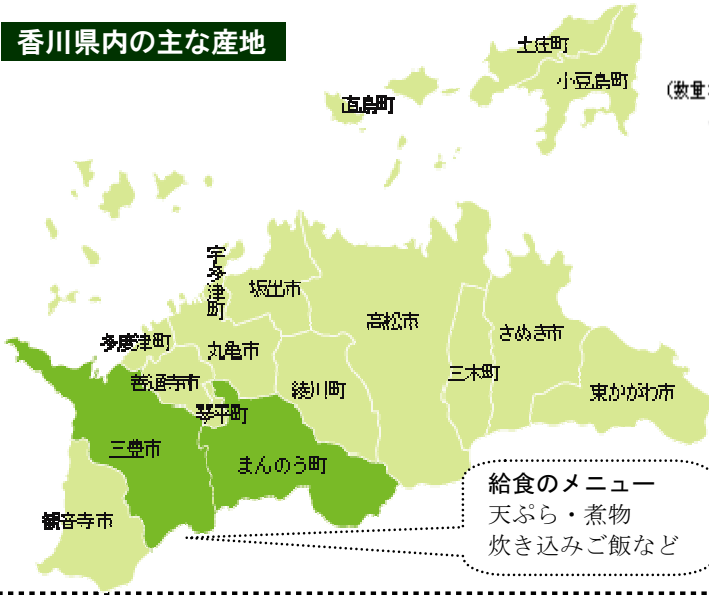 香川県内の主な産地
土庄町
小豆島町
直島町
(数量
宇多津町
坂出市
高松市
さぬき市
多度津町
丸亀市
三木町
善通寺市
綾川町
東かがわ市
琴平町
三豊市
まんのう町
観音寺市
給食のメニュー
天ぷら・煮物
炊き込みご飯など